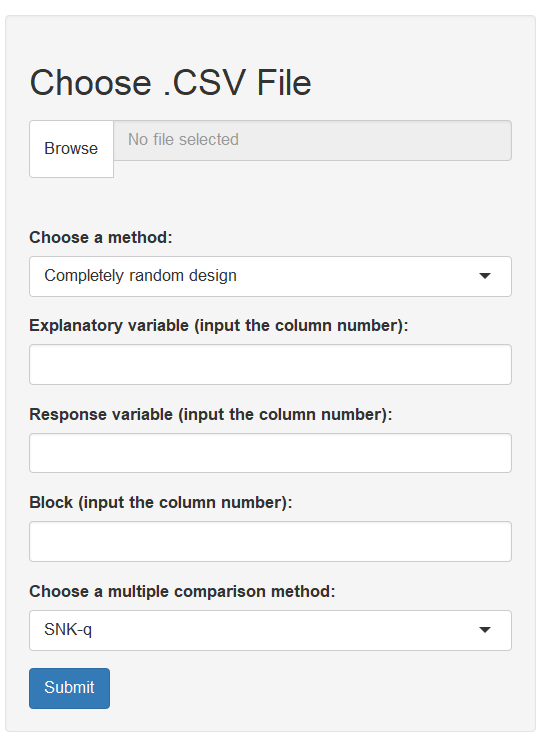 Choose .CSV File
Browse No file selected
Choose a method:
Completely random design
Explanatory variable (input the column number):
Response variable (input the column number):
Block (input the column number):
Choose a multiple comparison method:
SNK-q
Submit